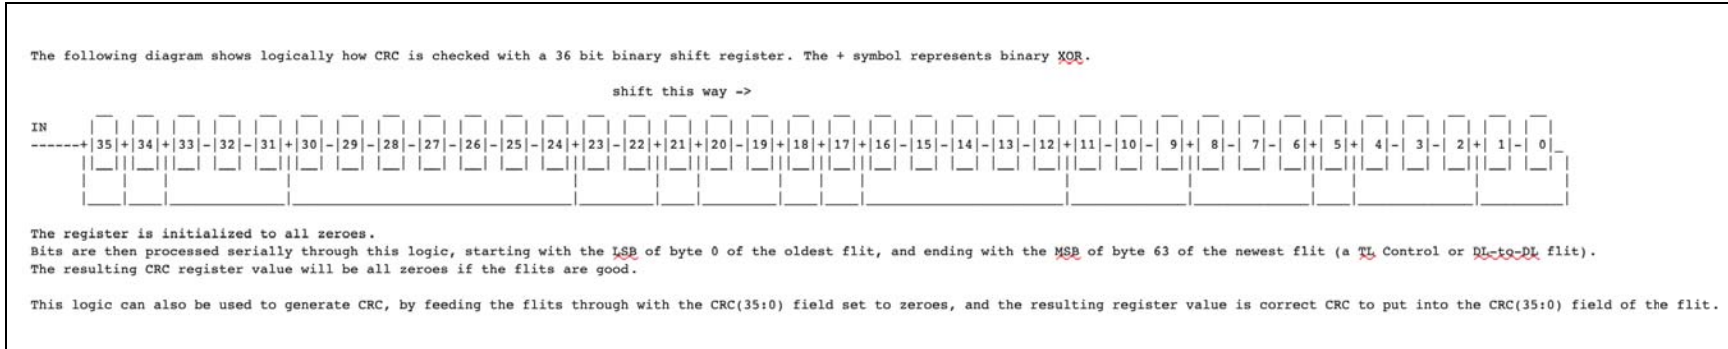 The following diagram shows logically how CRC is checked with a 36 bit binary shift register. The + symbol represents binary XOR.
shift this way ->
IN
------+|35|+|34|+|33|-|32|-|31|+|30|-|29|-|28|-|27|-|26|-|25|-|24|+|23|-|22|+|21|+|20|-|19|+|18|+|17|+|16|-|15|-|14|-|13|-|12|+|11|-|10|-| 9|+| 8|-| 7|-| 6|+| 5|+| 4|-| 3|-| 2|+| 1|-| 0|_
The register is initialized to all zeroes.
Bits are then processed serially through this logic, starting with the LSB of byte 0 of the oldest flit, and ending with the MSB of byte 63 of the newest flit (a TL Control or DL-to-DL flit).
The resulting CRC register value will be all zeroes if the flits are good.
This logic can also be used to generate CRC, by feeding the flits through with the CRC(35:0) field set to zeroes, and the resulting register value is correct CRC to put into the CRC(35:0) field of the flit.